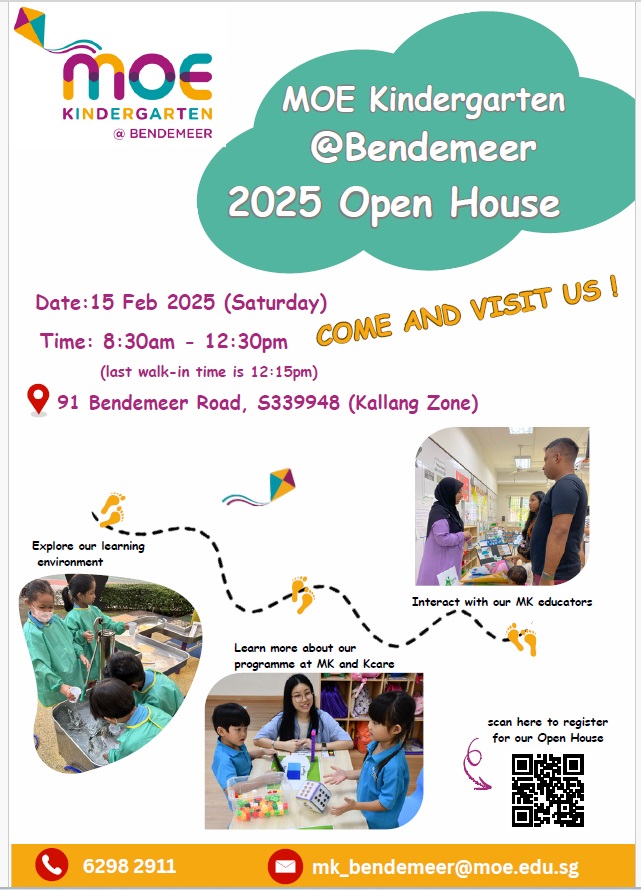 moe
KINDERGARTEN
@ BENDEMEER
MOE Kindergarten
@Bendemeer
2025 Open House
Date:15 Feb 2025 (Saturday)
COME AND VISIT US !
Time: 8:30am - 12:30pm
(last walk-in time is 12:15pm)
91 Bendemeer Road, S339948 (Kallang Zone)
Explore our learning
environment
Interact with our MK educators
Learn more about our
programme at MK and Kcare
scan here to register
for our Open House
6298 2911
mk_bendemeer@moe.edu.sg